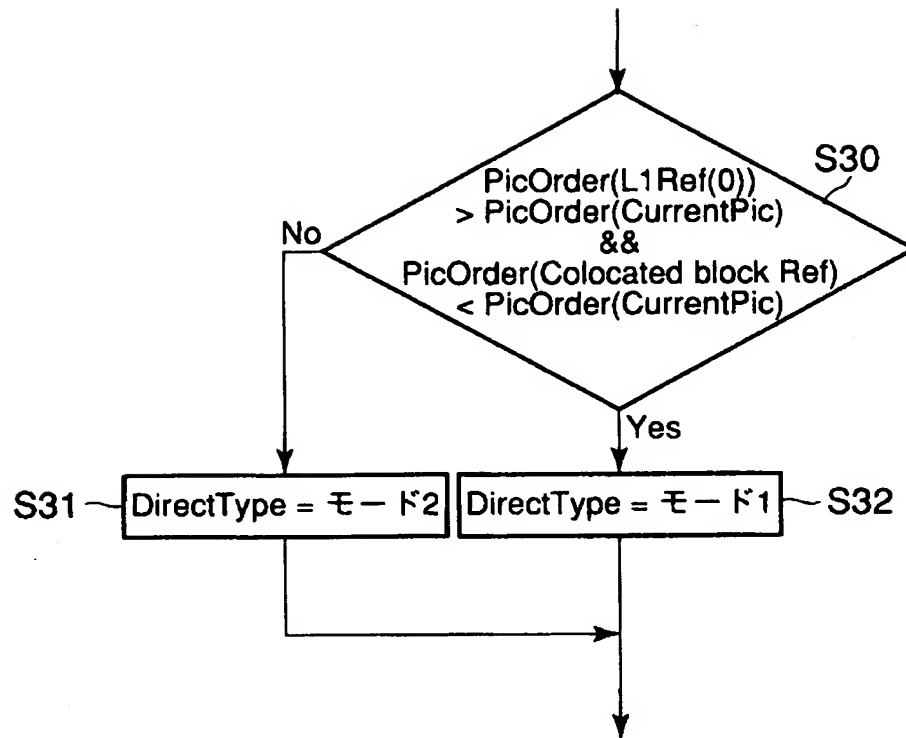 S30
PicOrder(L1Ref(0))
> PicOrder(CurrentPic)
&&
PicOrder(Colocated block Ref)
< PicOrder(CurrentPic)
No
Yes
S31
DirectType = モード2
DirectType = モード1
S32